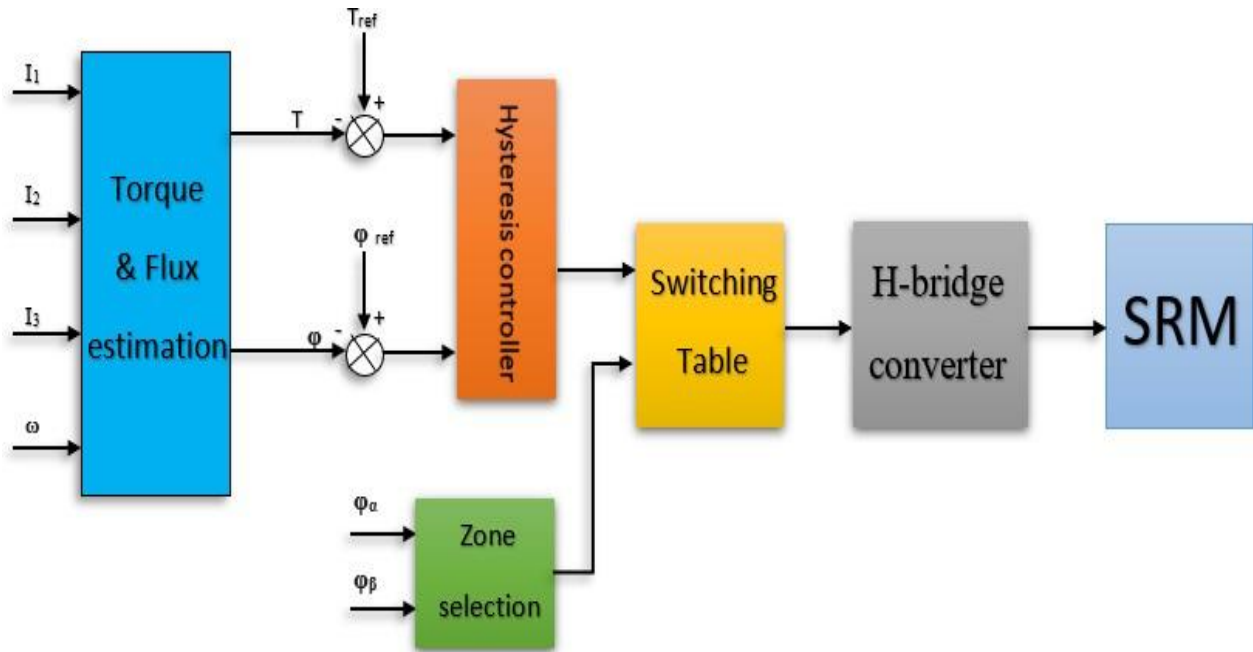 I1
I2
I3
ω
Torque
& Flux
estimation
T
Tref
-
+
φ
φ ref
-
+
Hysteresis controller
φα
φβ
Zone
selection
Switching
Table
H-bridge
converter
SRM